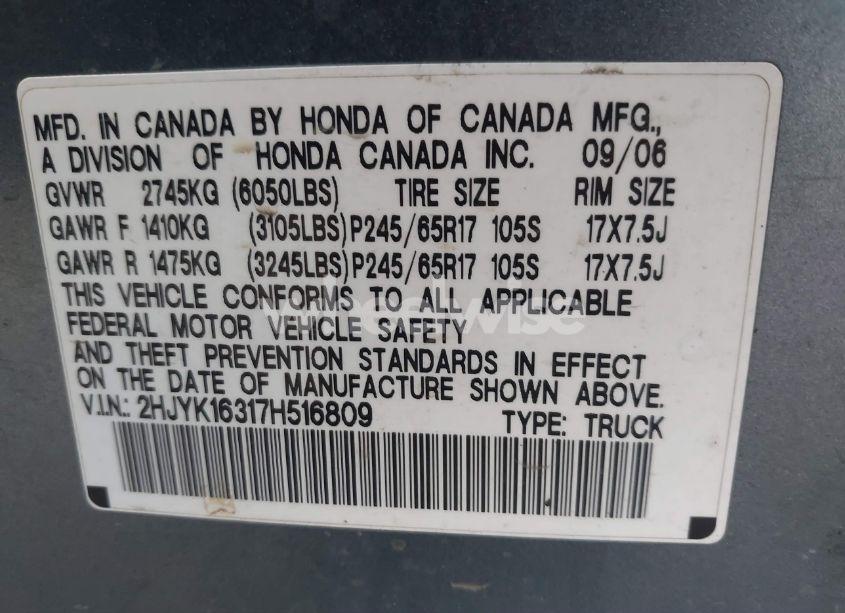 MFD. IN CANADA BY HONDA OF CANADA MFG.,
A DIVISION OF HONDA CANADA INC. 09/06
GVWR 2745KG (6050LBS) TIRE SIZE RIM SIZE
GAWR F 1410KG (3105LBS) P245/65R17 105S 17X7.5J
GAWR R 1475KG (3245LBS) P245/65R17 105S 17X7.5J
THIS VEHICLE CONFORMS TO ALL APPLICABLE
FEDERAL MOTOR VEHICLE SAFETY
wheelwise
AND THEFT PREVENTION STANDARDS IN EFFECT
ON THE DATE OF MANUFACTURE SHOWN ABOVE.
V.I.N.: 2HJYK16317H516809 TYPE: TRUCK